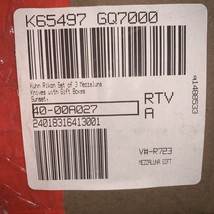 K65497 GQ7000
Kuhn Rikon Set of 3 Mezzaluna
Knives with Gift Boxes
Sunset.
40-00A027
24018316413001
RTV
A
V#-R723
MEZZALUNA GIFT
*1400533